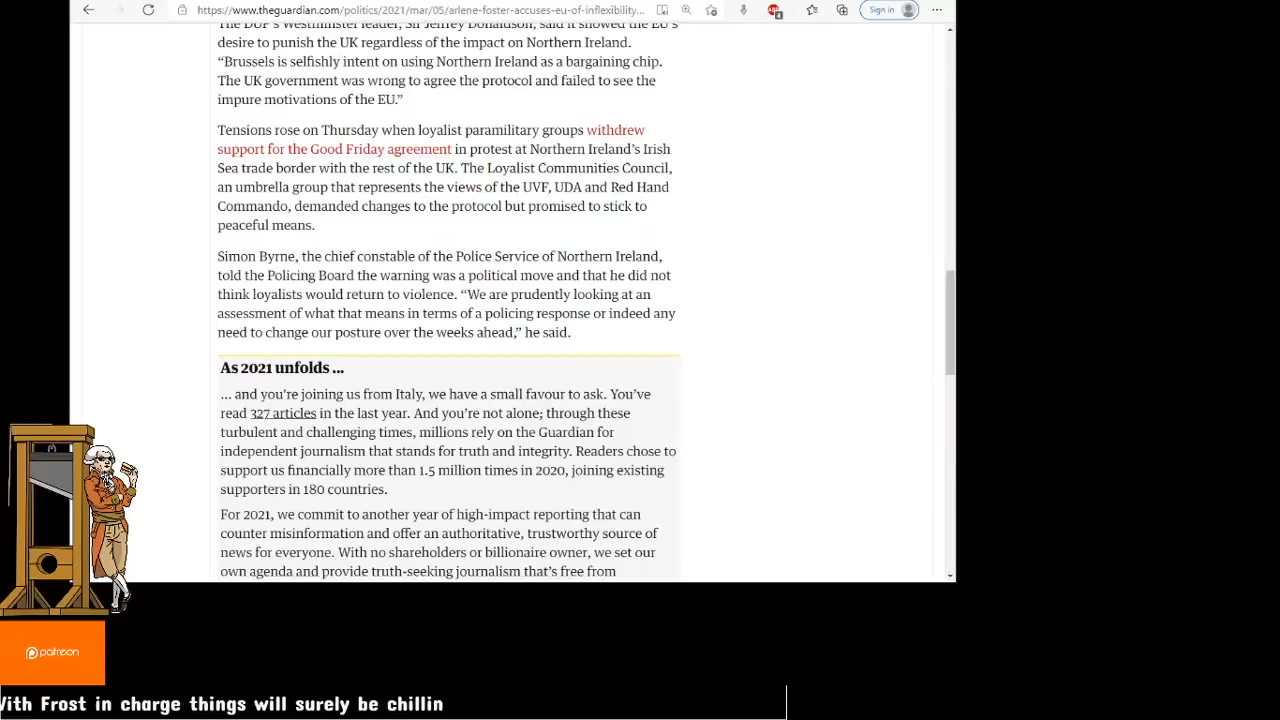 https://www.theguardian.com/politics/2021/mar/05/arlene-foster-accuses-eu-of-inflexibility...
Sign in
The DUP's Westminster leader, Sir Jeffrey Donaldson, said it showed the EU's
desire to punish the UK regardless of the impact on Northern Ireland.
“Brussels is selfishly intent on using Northern Ireland as a bargaining chip.
The UK government was wrong to agree the protocol and failed to see the
impure motivations of the EU.”
Tensions rose on Thursday when loyalist paramilitary groups withdrew
support for the Good Friday agreement in protest at Northern Ireland's Irish
Sea trade border with the rest of the UK. The Loyalist Communities Council,
an umbrella group that represents the views of the UVF, UDA and Red Hand
Commando, demanded changes to the protocol but promised to stick to
peaceful means.
Simon Byrne, the chief constable of the Police Service of Northern Ireland,
told the Policing Board the warning was a political move and that he did not
think loyalists would return to violence. “We are prudently looking at an
assessment of what that means in terms of a policing response or indeed any
need to change our posture over the weeks ahead,” he said.
As 2021 unfolds ...
... and you're joining us from Italy, we have a small favour to ask. You've
read 327 articles in the last year. And you're not alone; through these
turbulent and challenging times, millions rely on the Guardian for
independent journalism that stands for truth and integrity. Readers chose to
support us financially more than 1.5 million times in 2020, joining existing
supporters in 180 countries.
For 2021, we commit to another year of high-impact reporting that can
counter misinformation and offer an authoritative, trustworthy source of
news for everyone. With no shareholders or billionaire owner, we set our
own agenda and provide truth-seeking journalism that's free from
patreon
With Frost in charge things will surely be chillin